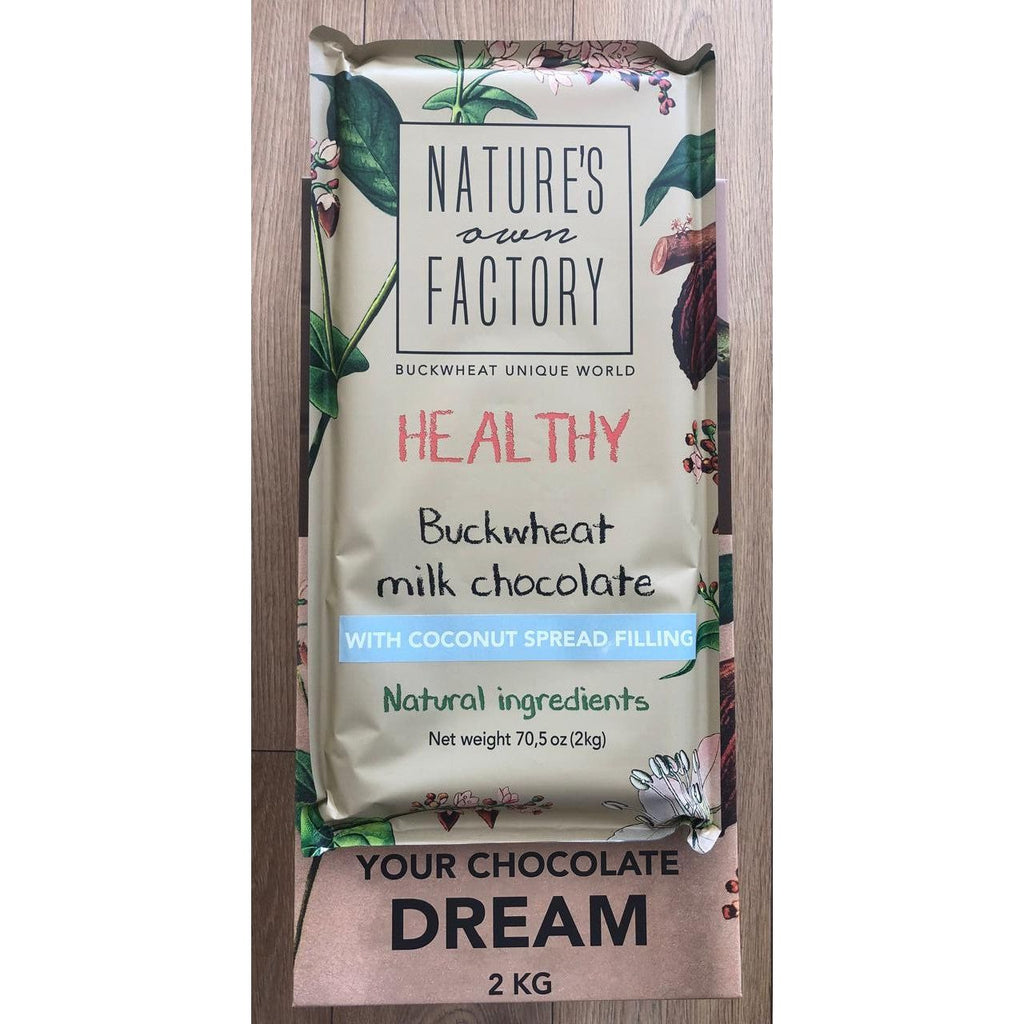 NATURE'S
own
FACTORY
BUCKWHEAT UNIQUE WORLD
HEALTHY
Buckwheat
milk chocolate
WITH COCONUT SPREAD FILLING
Natural ingredients
Net weight 70,5 oz (2kg)
YOUR CHOCOLATE
DREAM
2 KG